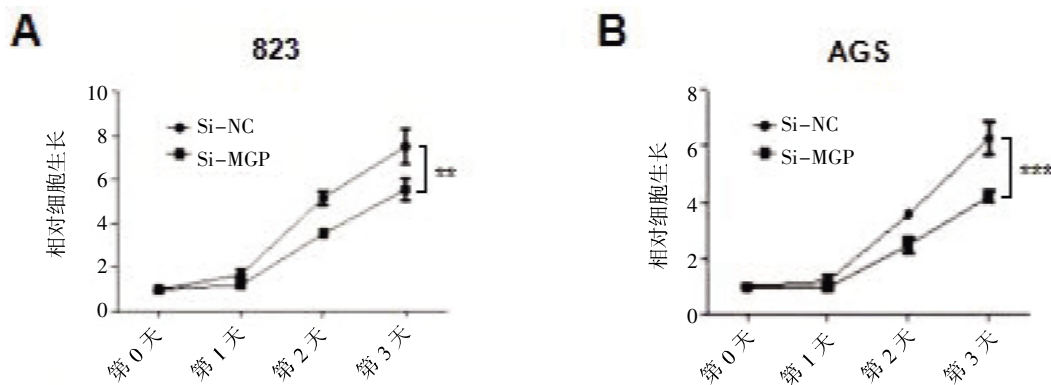 A
823
10
8
6
4
2
0
相对细胞生长
Si-NC
Si-MGP
**
第0天
第1天
第2天
第3天
B
AGS
8
6
4
2
0
相对细胞生长
Si-NC
Si-MGP
***
第0天
第1天
第2天
第3天